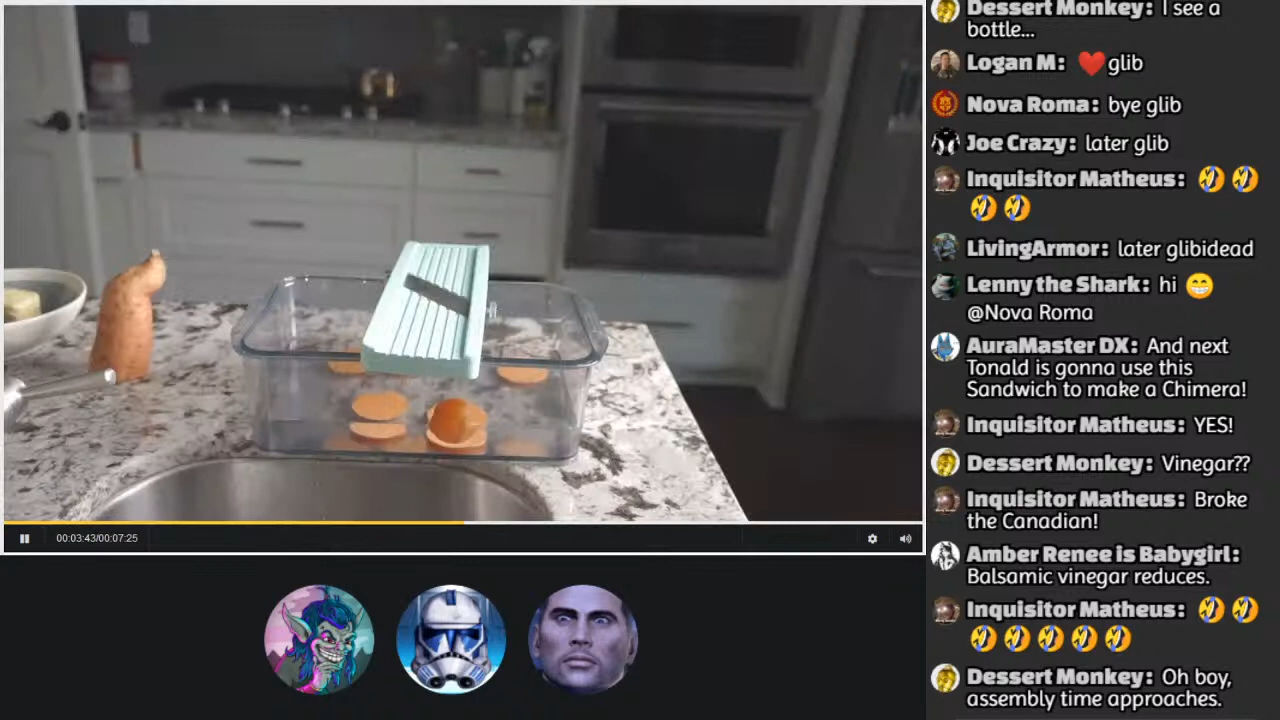 Dessert Monkey: I see a
bottle...
Logan M: ❤️glib
Nova Roma: bye glib
Joe Crazy: later glib
Inquisitor Matheus: 🤣🤣
🤣🤣
LivingArmor: later glibidead
Lenny the Shark: hi 😁
@Nova Roma
AuraMaster DX: And next
Tonald is gonna use this
Sandwich to make a Chimera!
Inquisitor Matheus: YES!
Dessert Monkey: Vinegar??
Inquisitor Matheus: Broke
the Canadian!
Amber Renee is Babygirl:
Balsamic vinegar reduces.
Inquisitor Matheus: 🤣🤣
🤣🤣🤣🤣🤣
Dessert Monkey: Oh boy,
assembly time approaches.
00:03:43/00:07:25